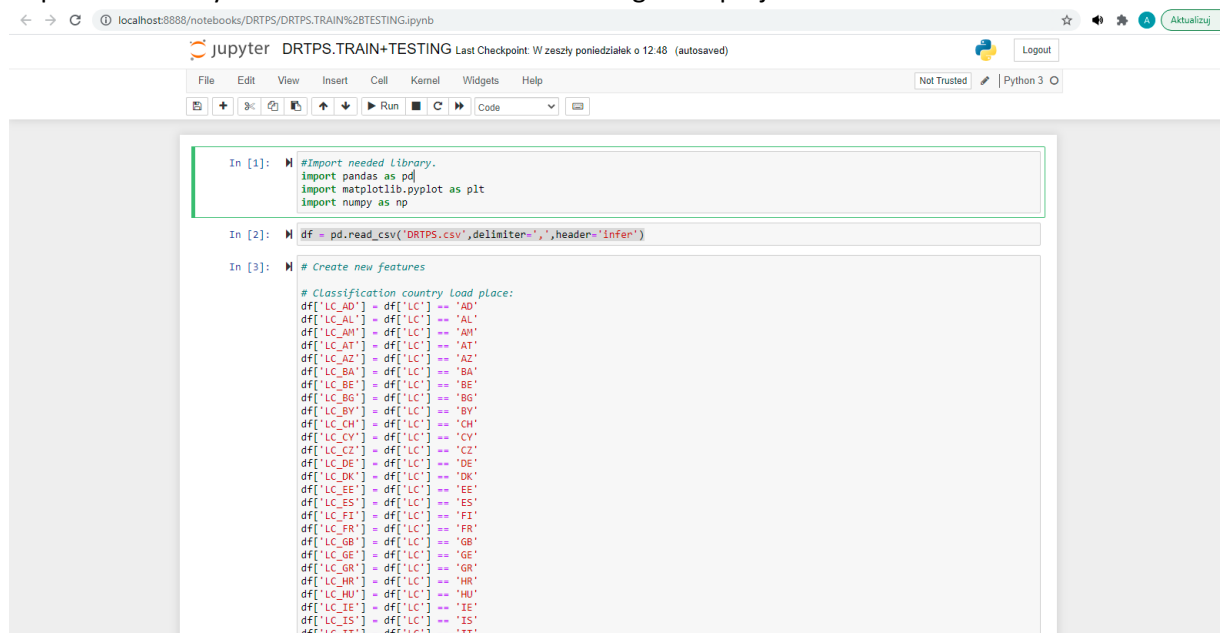 localhost:8888/notebooks/DRTPS/DRTPS.TRAIN%2BTESTING.ipynb
A
Aktualizuj
jupyter DRTPS.TRAIN+TESTING Last Checkpoint: W zeszły poniedziałek o 12:48 (autosaved)
Logout
File Edit View Insert Cell Kernel Widgets Help
Not Trusted
Python 3
Run
Code
In [1]: #Import needed library.
import pandas as pd
import matplotlib.pyplot as plt
import numpy as np
In [2]: df = pd.read_csv('DRTPS.csv',delimiter=',',header='infer')
In [3]: # Create new features
# Classification country load place:
df['LC_AD'] = df['LC'] == 'AD'
df['LC_AL'] = df['LC'] == 'AL'
df['LC_AM'] = df['LC'] == 'AM'
df['LC_AT'] = df['LC'] == 'AT'
df['LC_AZ'] = df['LC'] == 'AZ'
df['LC_BA'] = df['LC'] == 'BA'
df['LC_BE'] = df['LC'] == 'BE'
df['LC_BG'] = df['LC'] == 'BG'
df['LC_BY'] = df['LC'] == 'BY'
df['LC_CH'] = df['LC'] == 'CH'
df['LC_CY'] = df['LC'] == 'CY'
df['LC_CZ'] = df['LC'] == 'CZ'
df['LC_DE'] = df['LC'] == 'DE'
df['LC_DK'] = df['LC'] == 'DK'
df['LC_EE'] = df['LC'] == 'EE'
df['LC_ES'] = df['LC'] == 'ES'
df['LC_FI'] = df['LC'] == 'FI'
df['LC_FR'] = df['LC'] == 'FR'
df['LC_GB'] = df['LC'] == 'GB'
df['LC_GE'] = df['LC'] == 'GE'
df['LC_GR'] = df['LC'] == 'GR'
df['LC_HR'] = df['LC'] == 'HR'
df['LC_HU'] = df['LC'] == 'HU'
df['LC_IE'] = df['LC'] == 'IE'
df['LC_IS'] = df['LC'] == 'IS'